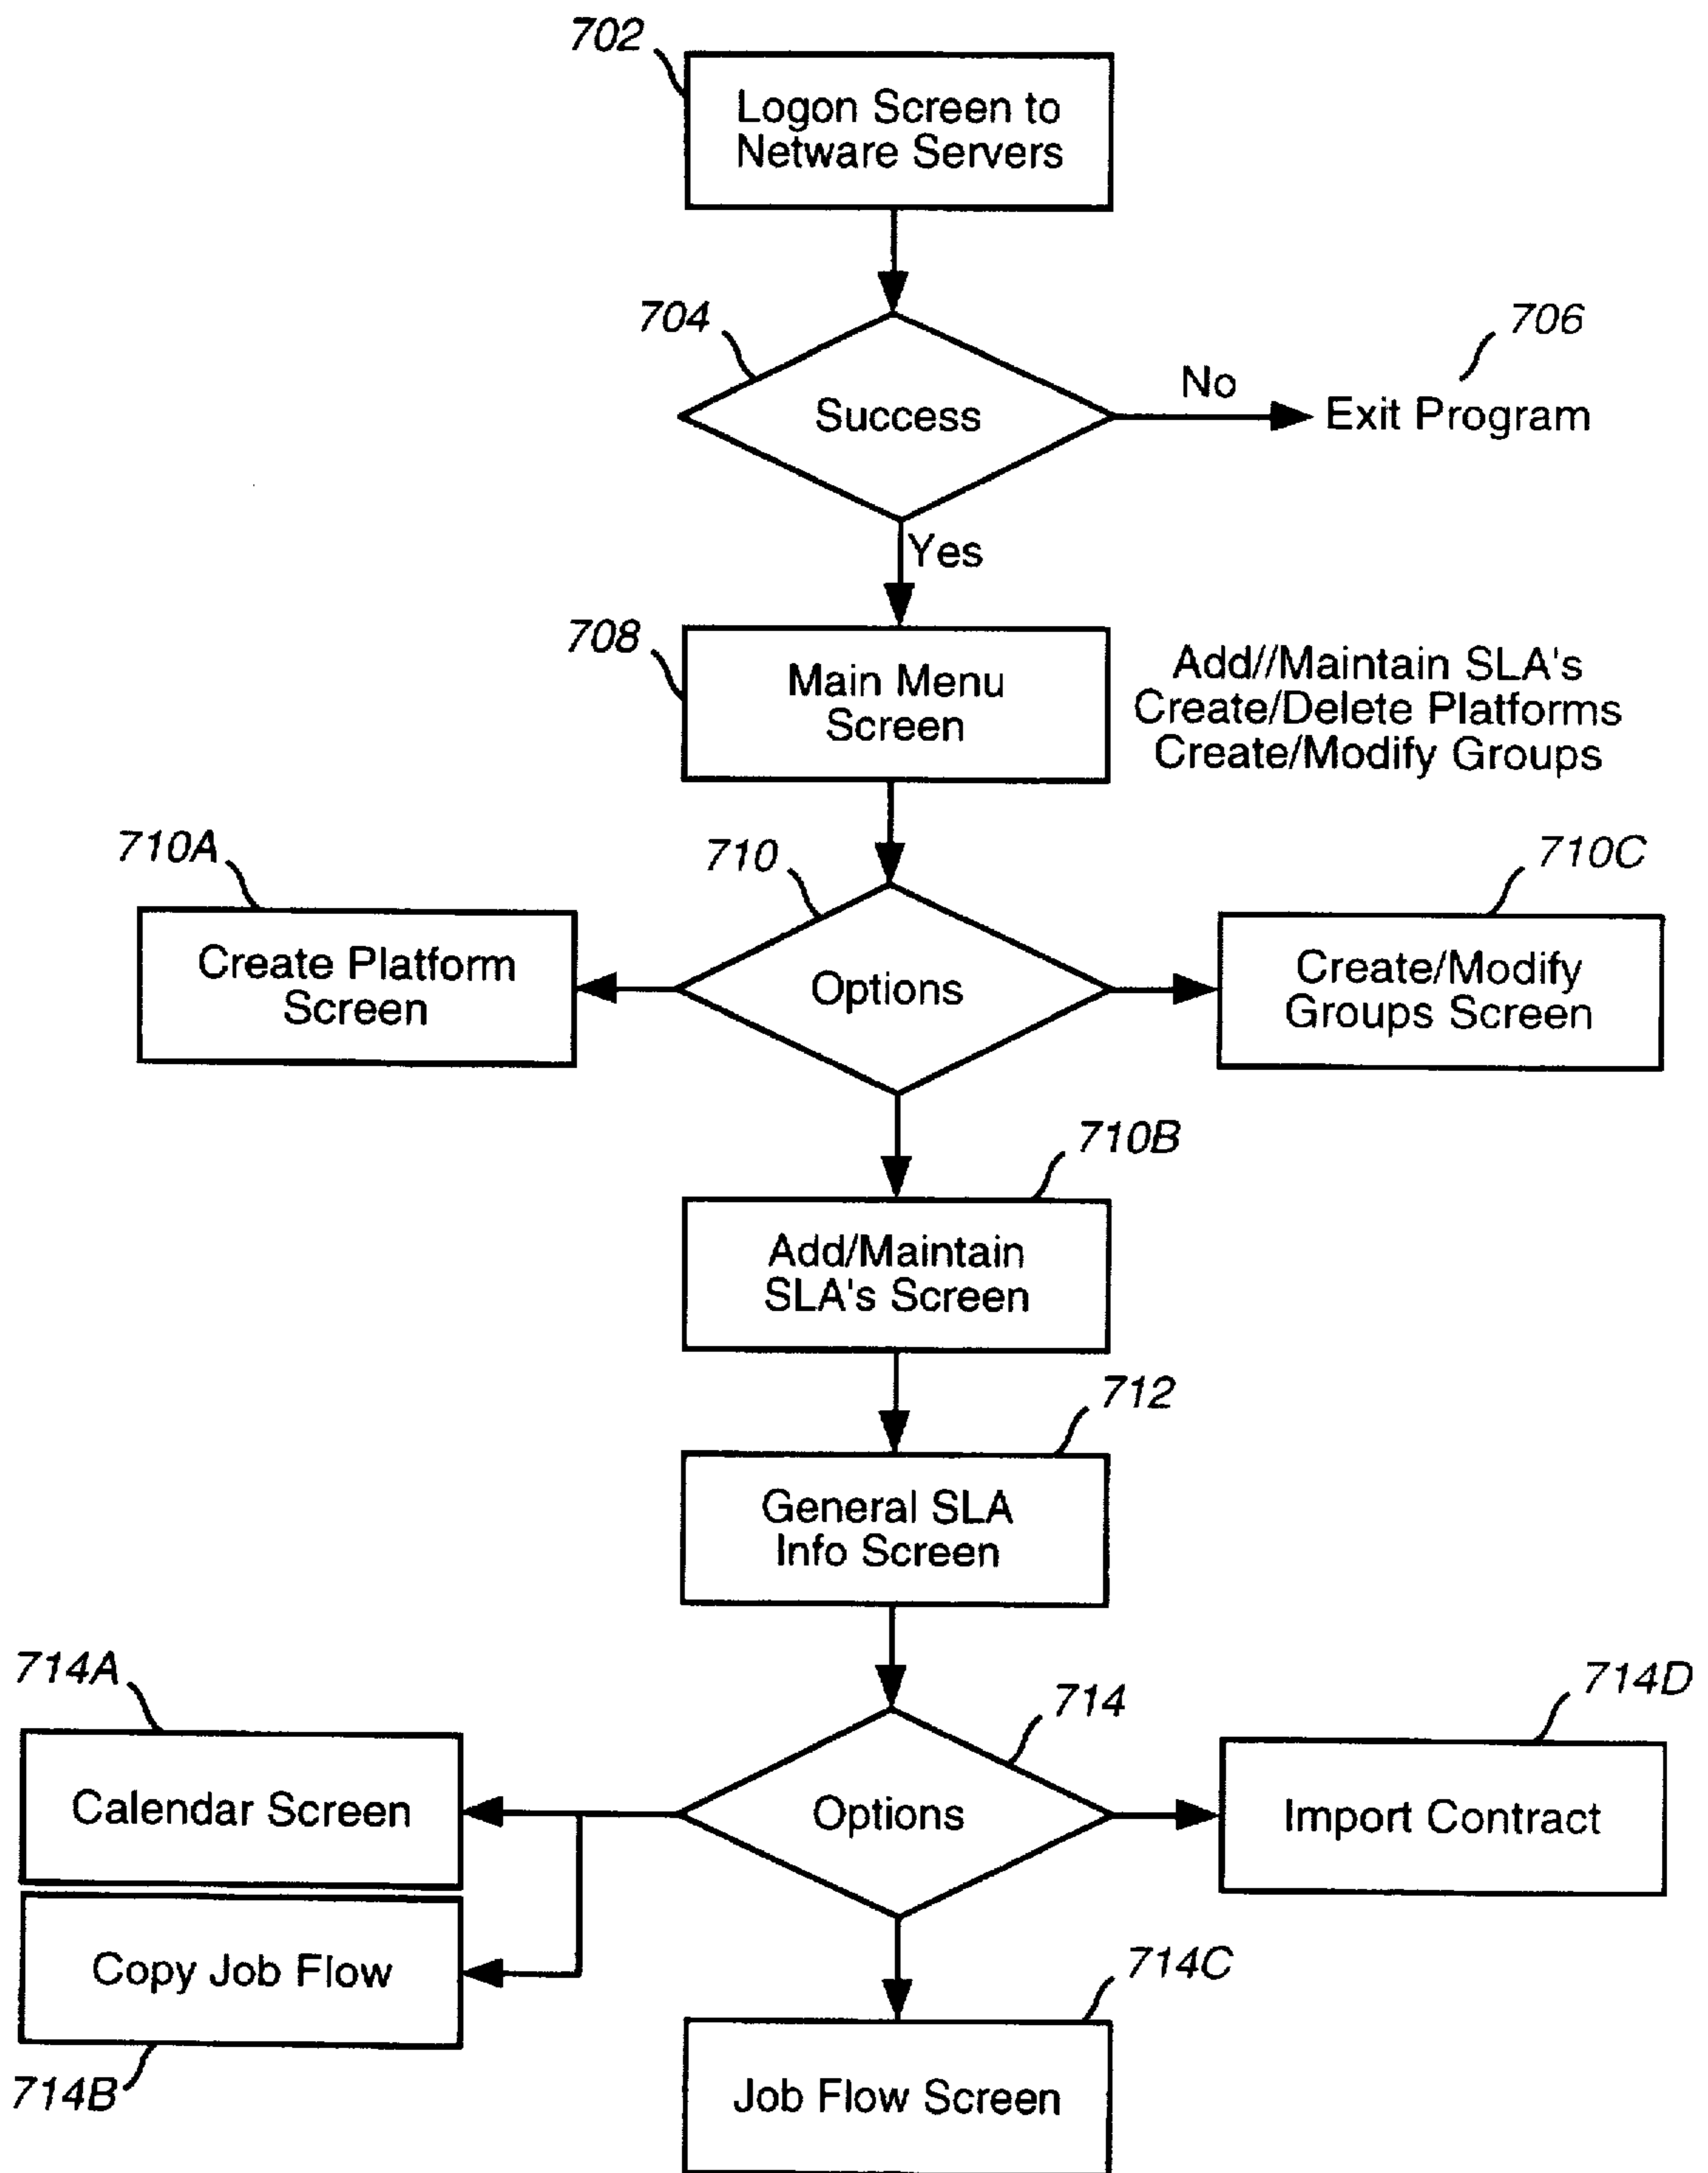 702
Logon Screen to
Netware Servers
704
Success
No
706
Exit Program
Yes
708
Main Menu
Screen
Add//Maintain SLA's
Create/Delete Platforms
Create/Modify Groups
710A
Create Platform
Screen
710
Options
710C
Create/Modify
Groups Screen
710B
Add/Maintain
SLA's Screen
712
General SLA
Info Screen
714A
Calendar Screen
714
Options
714D
Import Contract
Copy Job Flow
714B
714C
Job Flow Screen